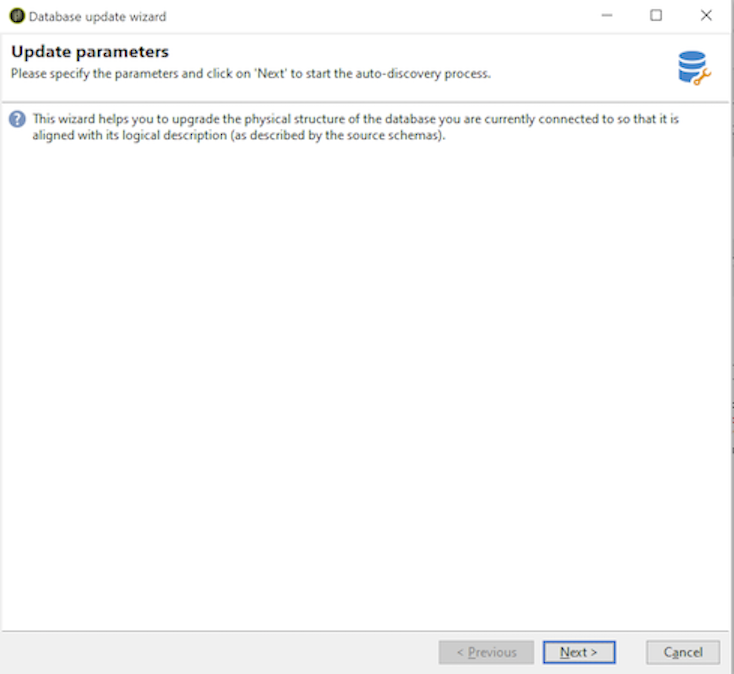 Database update wizard
Update parameters
Please specify the parameters and click on 'Next' to start the auto-discovery process.
This wizard helps you to upgrade the physical structure of the database you are currently connected to so that it is
aligned with its logical description (as described by the source schemas).
< Previous
Next >
Cancel